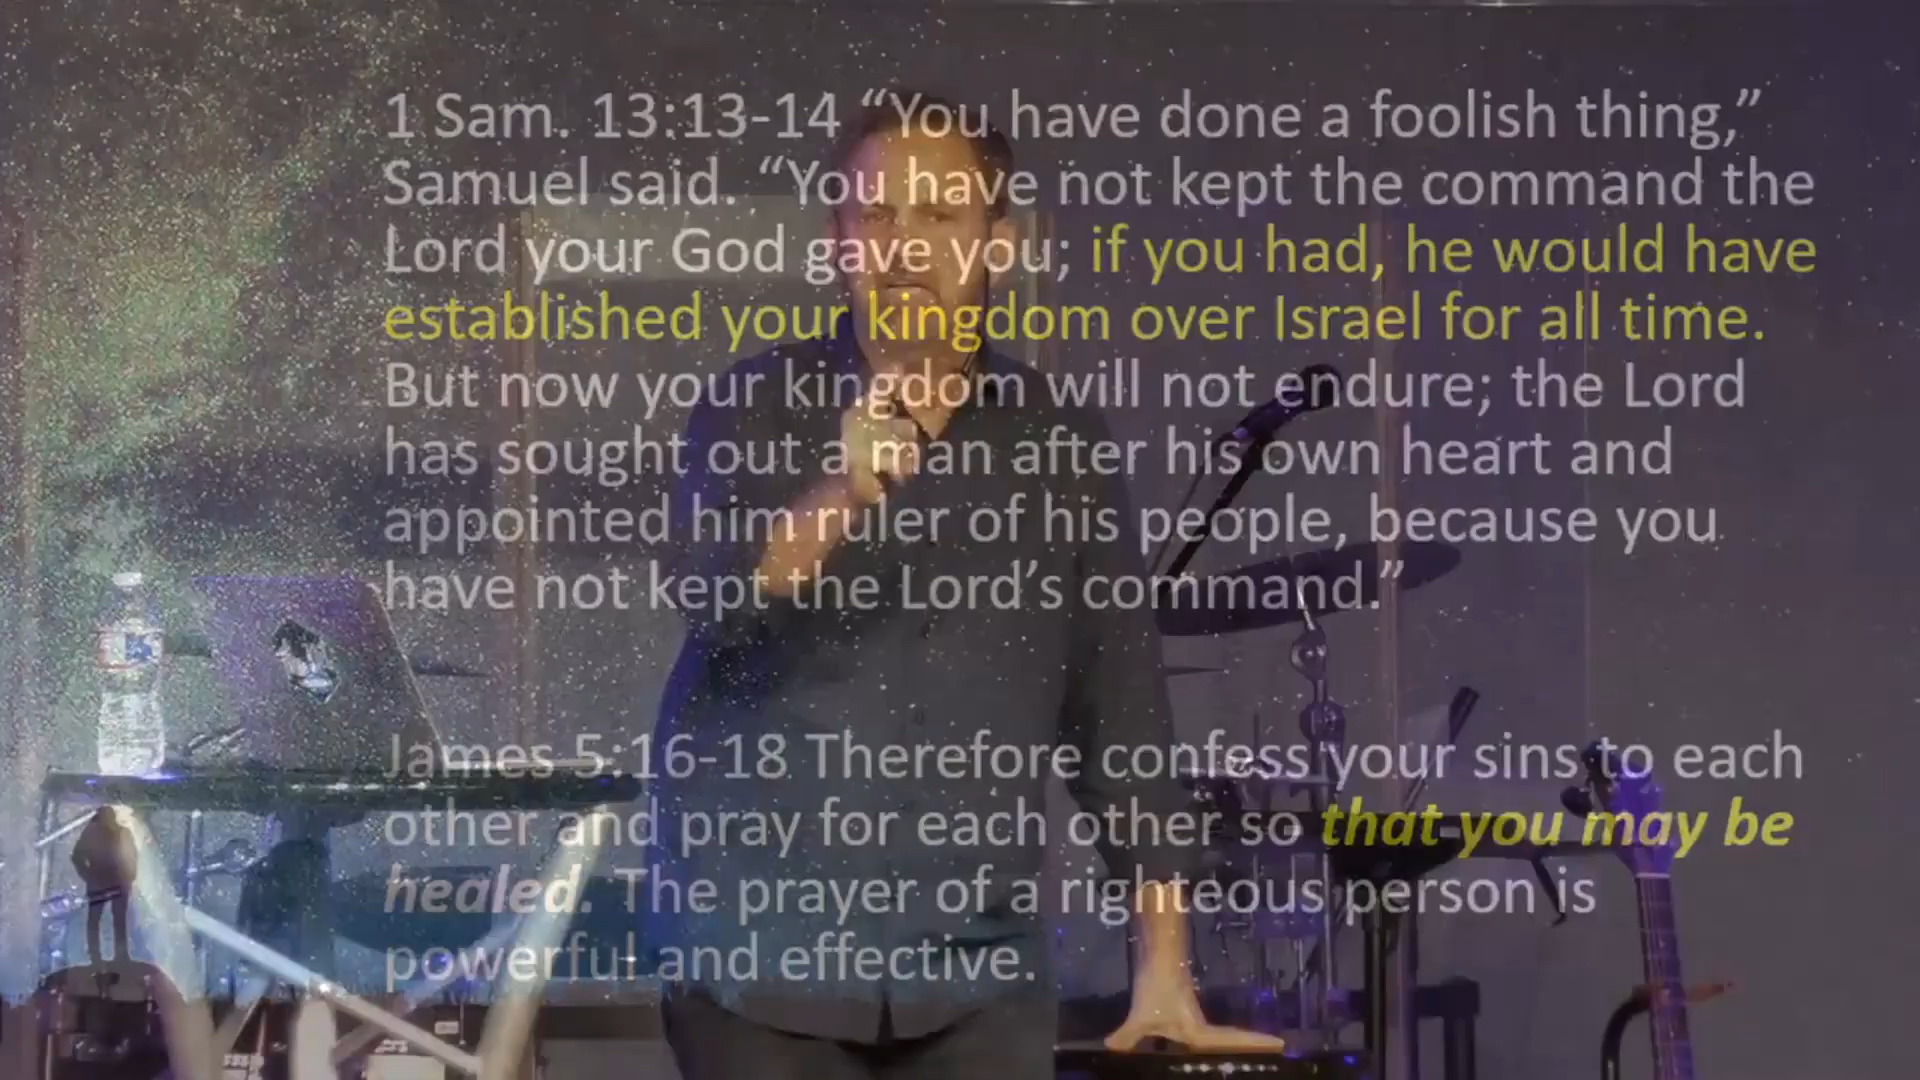 1 Sam. 13:13-14 “You have done a foolish thing,”
Samuel said. “You have not kept the command the
Lord your God gave you; if you had, he would have
established your kingdom over Israel for all time.
But now your kingdom will not endure; the Lord
has sought out a man after his own heart and
appointed him ruler of his people, because you
have not kept the Lord’s command.”
James 5:16-18 Therefore confess your sins to each
other and pray for each other so that you may be
healed. The prayer of a righteous person is
powerful and effective.